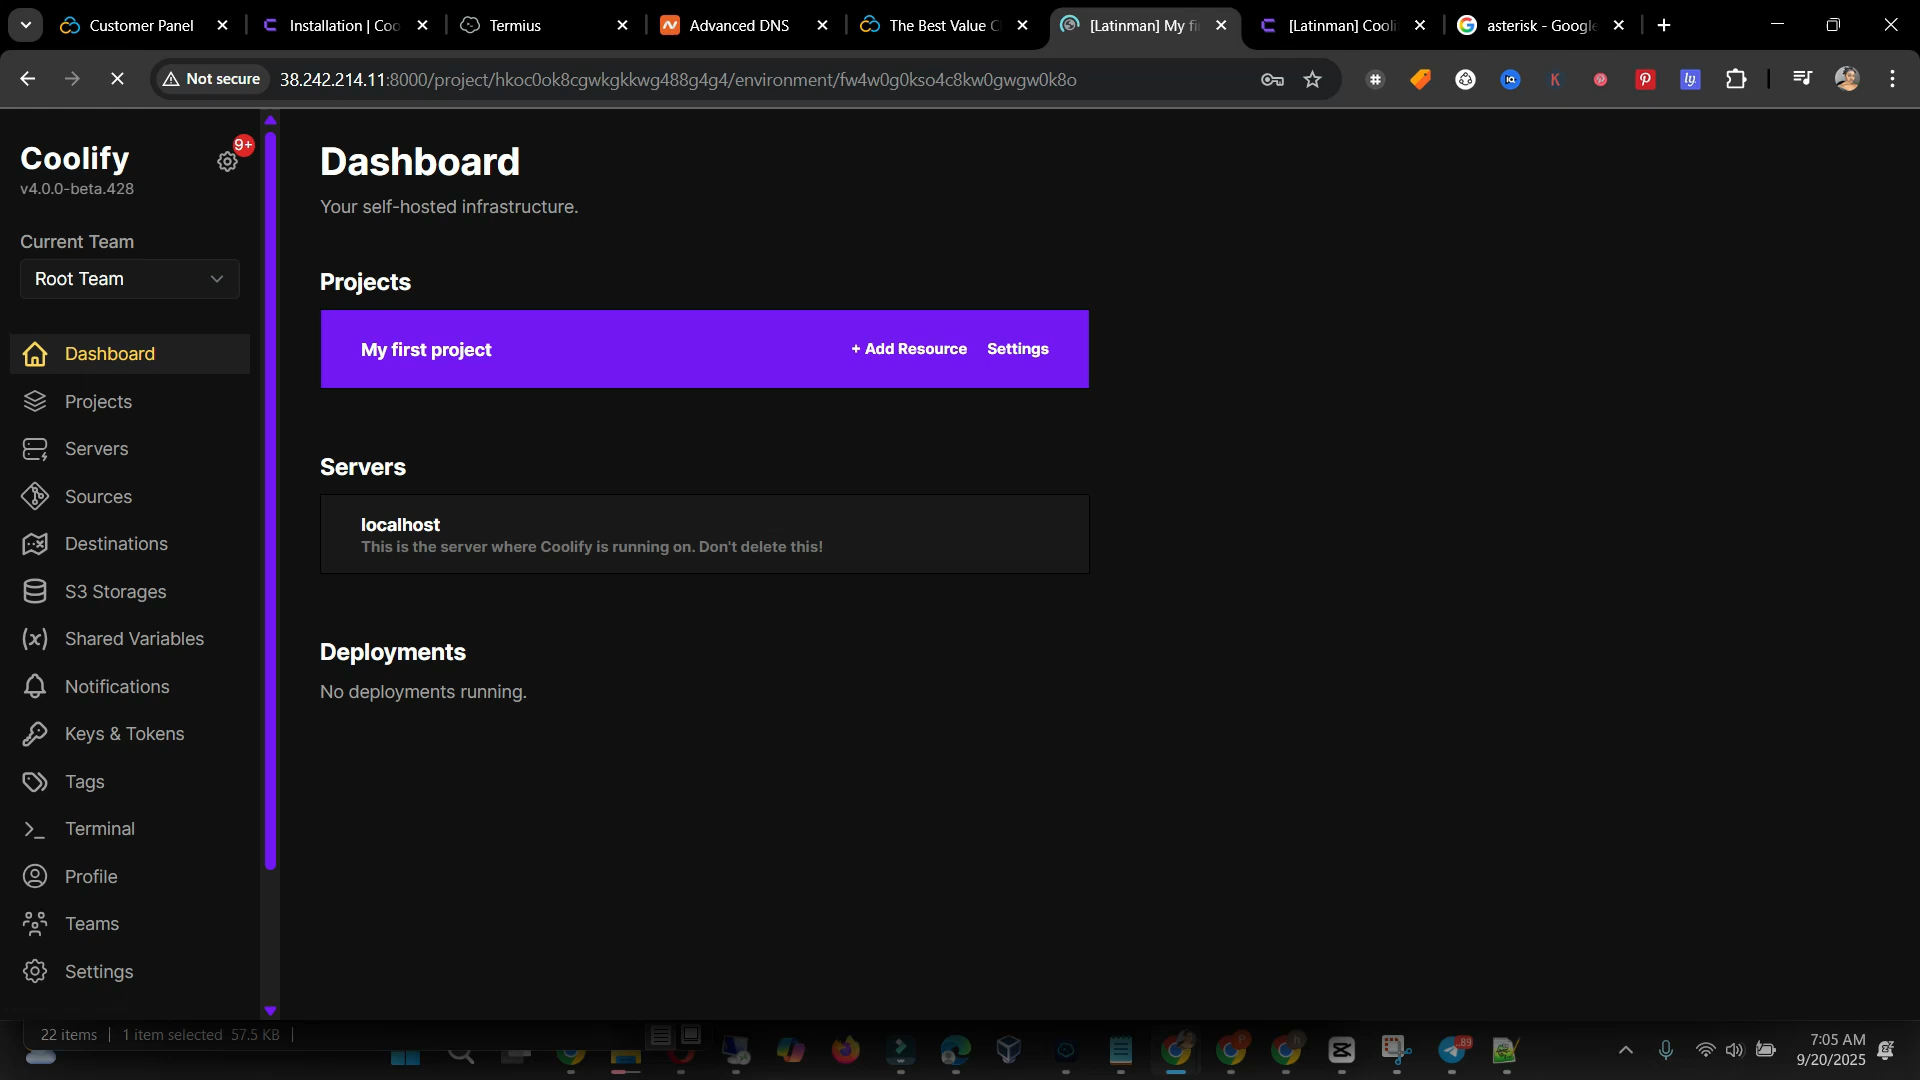 Customer Panel
Installation | Coo
Termius
Advanced DNS
The Best Value C
[Latinman] My fi
[Latinman] Cooli
asterisk - Google
Not secure
38.242.214.11:8000/project/hkoc0ok8cgwkgkkwg488g4g4/environment/fw4w0g0kso4c8kw0gwgw0k8o
Coolify
9+
v4.0.0-beta.428
Current Team
Root Team
Dashboard
Projects
Servers
Sources
Destinations
S3 Storages
Shared Variables
Notifications
Keys & Tokens
Tags
Terminal
Profile
Teams
Settings
Dashboard
Your self-hosted infrastructure.
Projects
My first project
+ Add Resource
Settings
Servers
localhost
This is the server where Coolify is running on. Don't delete this!
Deployments
No deployments running.
22 items
1 item selected 57.5 KB
89
7:05 AM
9/20/2025